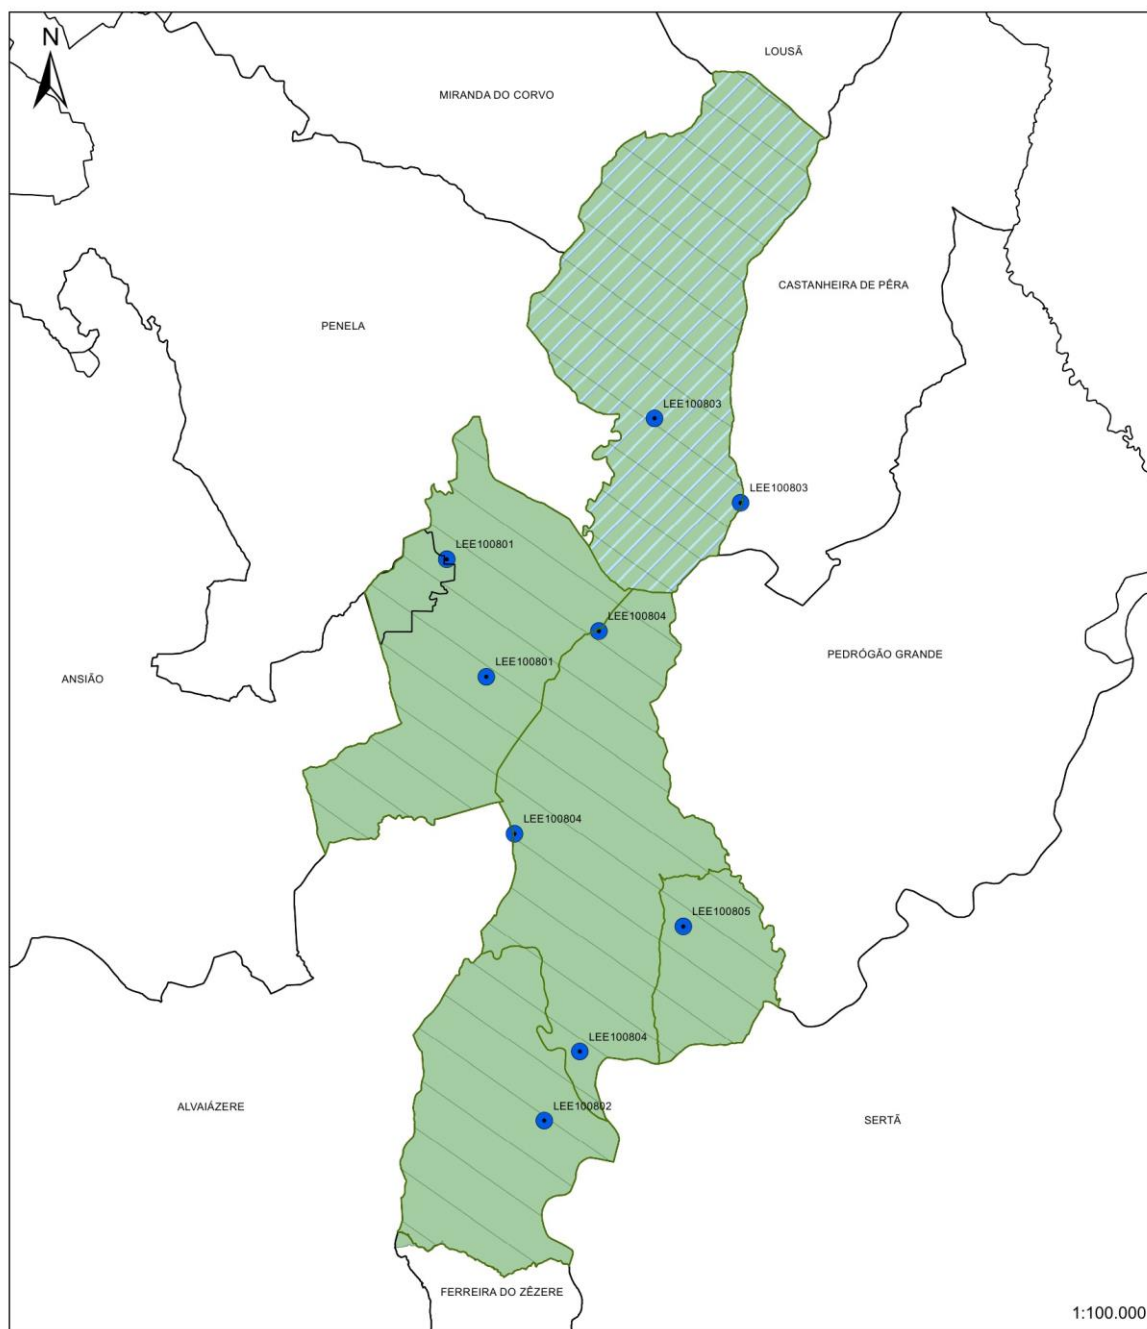 N
LOUSÃ
MIRANDA DO CORVO
CASTANHEIRA DE PÊRA
PENELA
LEE100803
LEE100803
LEE100801
LEE100804
PEDRÓGÃO GRANDE
LEE100801
ANSIÃO
LEE100804
LEE100805
LEE100804
ALVAIÁZERE
LEE100802
SERTÃ
FERREIRA DO ZÊZERE
1:100.000